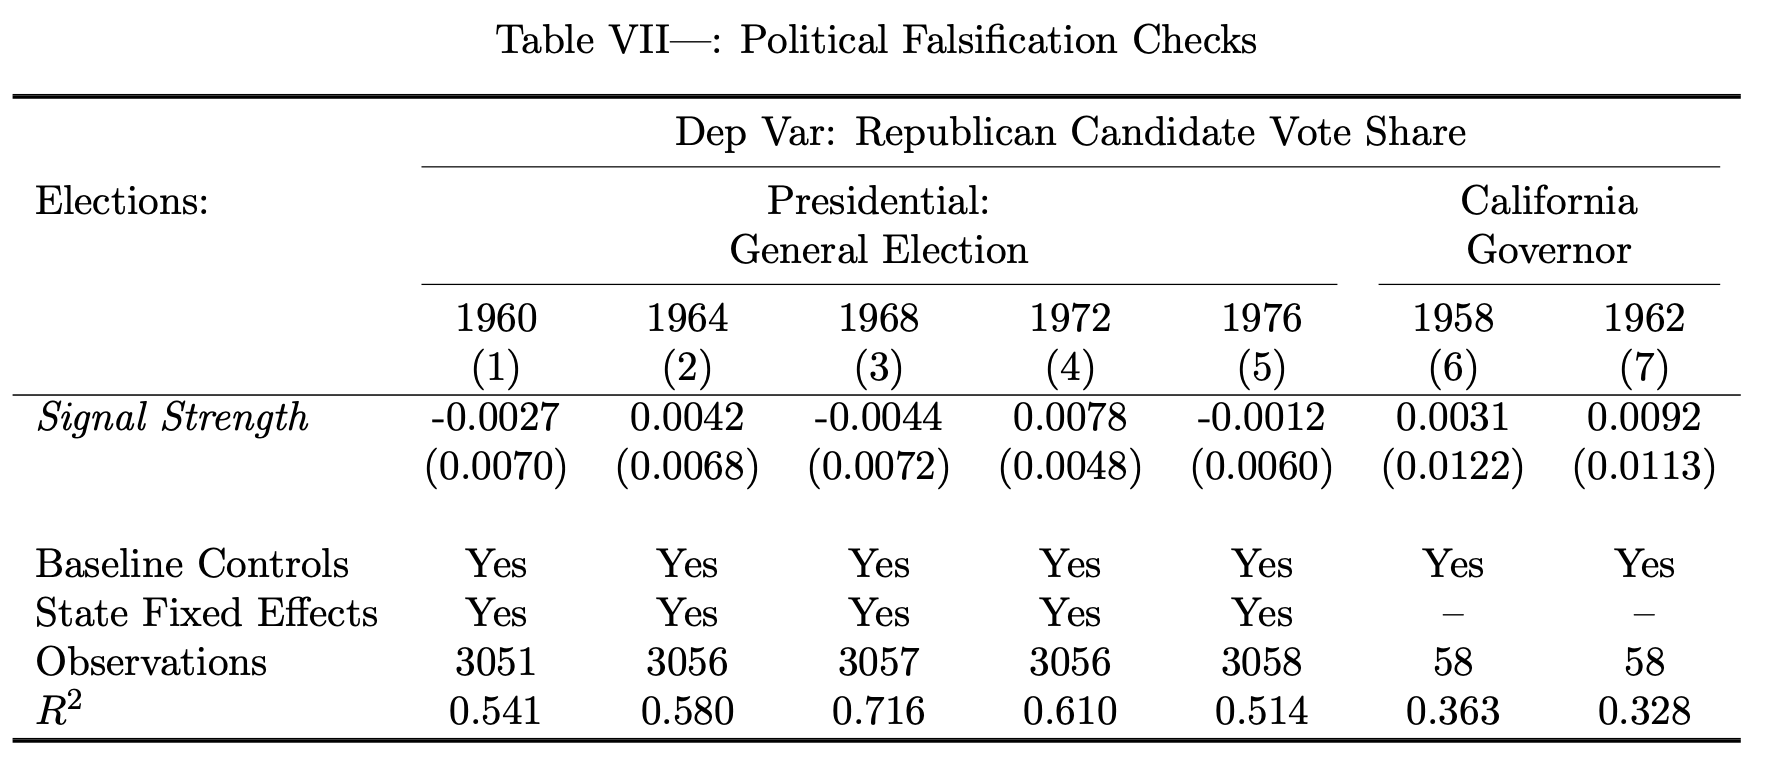 Table VII—: Political Falsification Checks
Dep Var: Republican Candidate Vote Share
Elections: Presidential: California
General Election Governor
1960 1964 1968 1972 1976 1958 1962
(1) (2) (3) (4) (5) (6) (7)
Signal Strength -0.0027 0.0042 -0.0044 0.0078 -0.0012 0.0031 0.0092
(0.0070) (0.0068) (0.0072) (0.0048) (0.0060) (0.0122) (0.0113)
Baseline Controls Yes Yes Yes Yes Yes Yes Yes
State Fixed Effects Yes Yes Yes Yes Yes – –
Observations 3051 3056 3057 3056 3058 58 58
R² 0.541 0.580 0.716 0.610 0.514 0.363 0.328